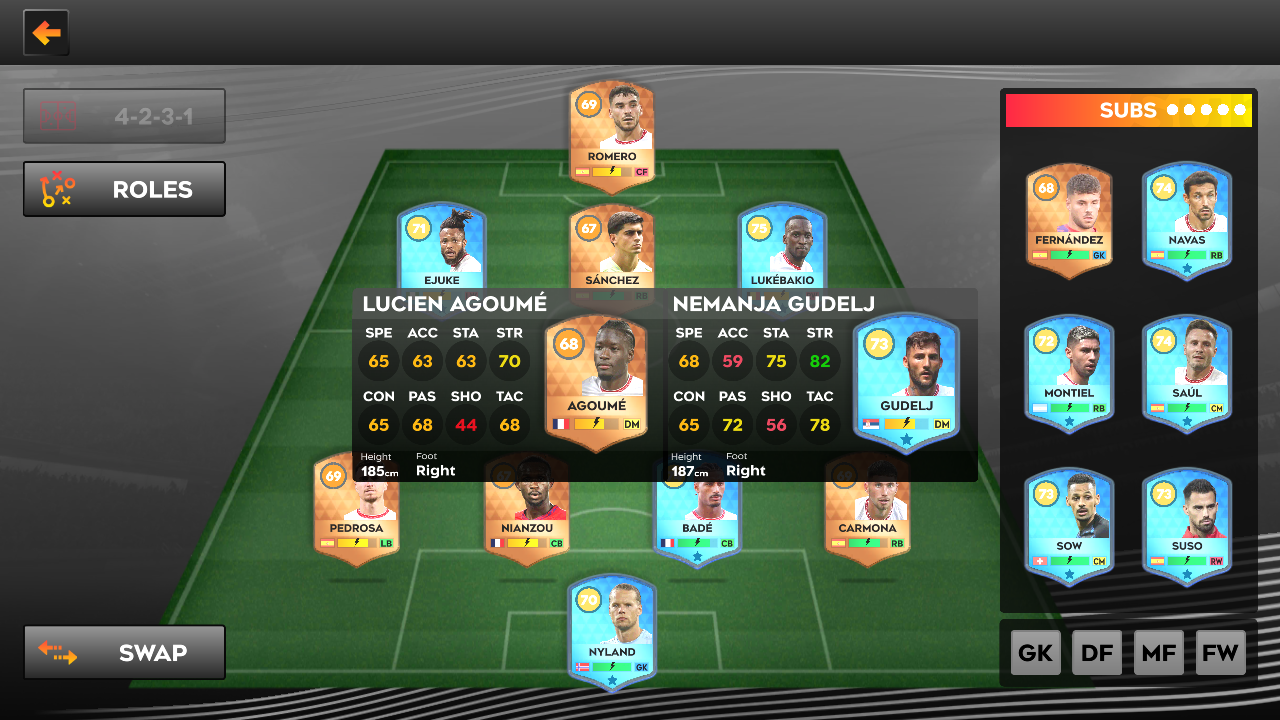 4-2-3-1
ROLES
SWAP
69
ROMERO
CF
71
EJUKE
67
SÁNCHEZ
RB
75
LUKÉBAKIO
LUCIEN AGOUMÉ
SPE ACC STA STR
65 63 63 70
CON PAS SHO TAC
65 68 44 68
Height Foot
185cm Right
68
AGOUMÉ
DM
NEMANJA GUDELJ
SPE ACC STA STR
68 59 75 82
CON PAS SHO TAC
65 72 56 78
Height Foot
187cm Right
73
GUDELJ
DM
69
PEDROSA
LB
NIANZOU
CB
BADÉ
CB
69
CARMONA
RB
70
NYLAND
GK
SUBS
68
FERNÁNDEZ
GK
74
NAVAS
RB
72
MONTIEL
RB
74
SAÚL
CM
73
SOW
CM
73
SUSO
RW
GK DF MF FW